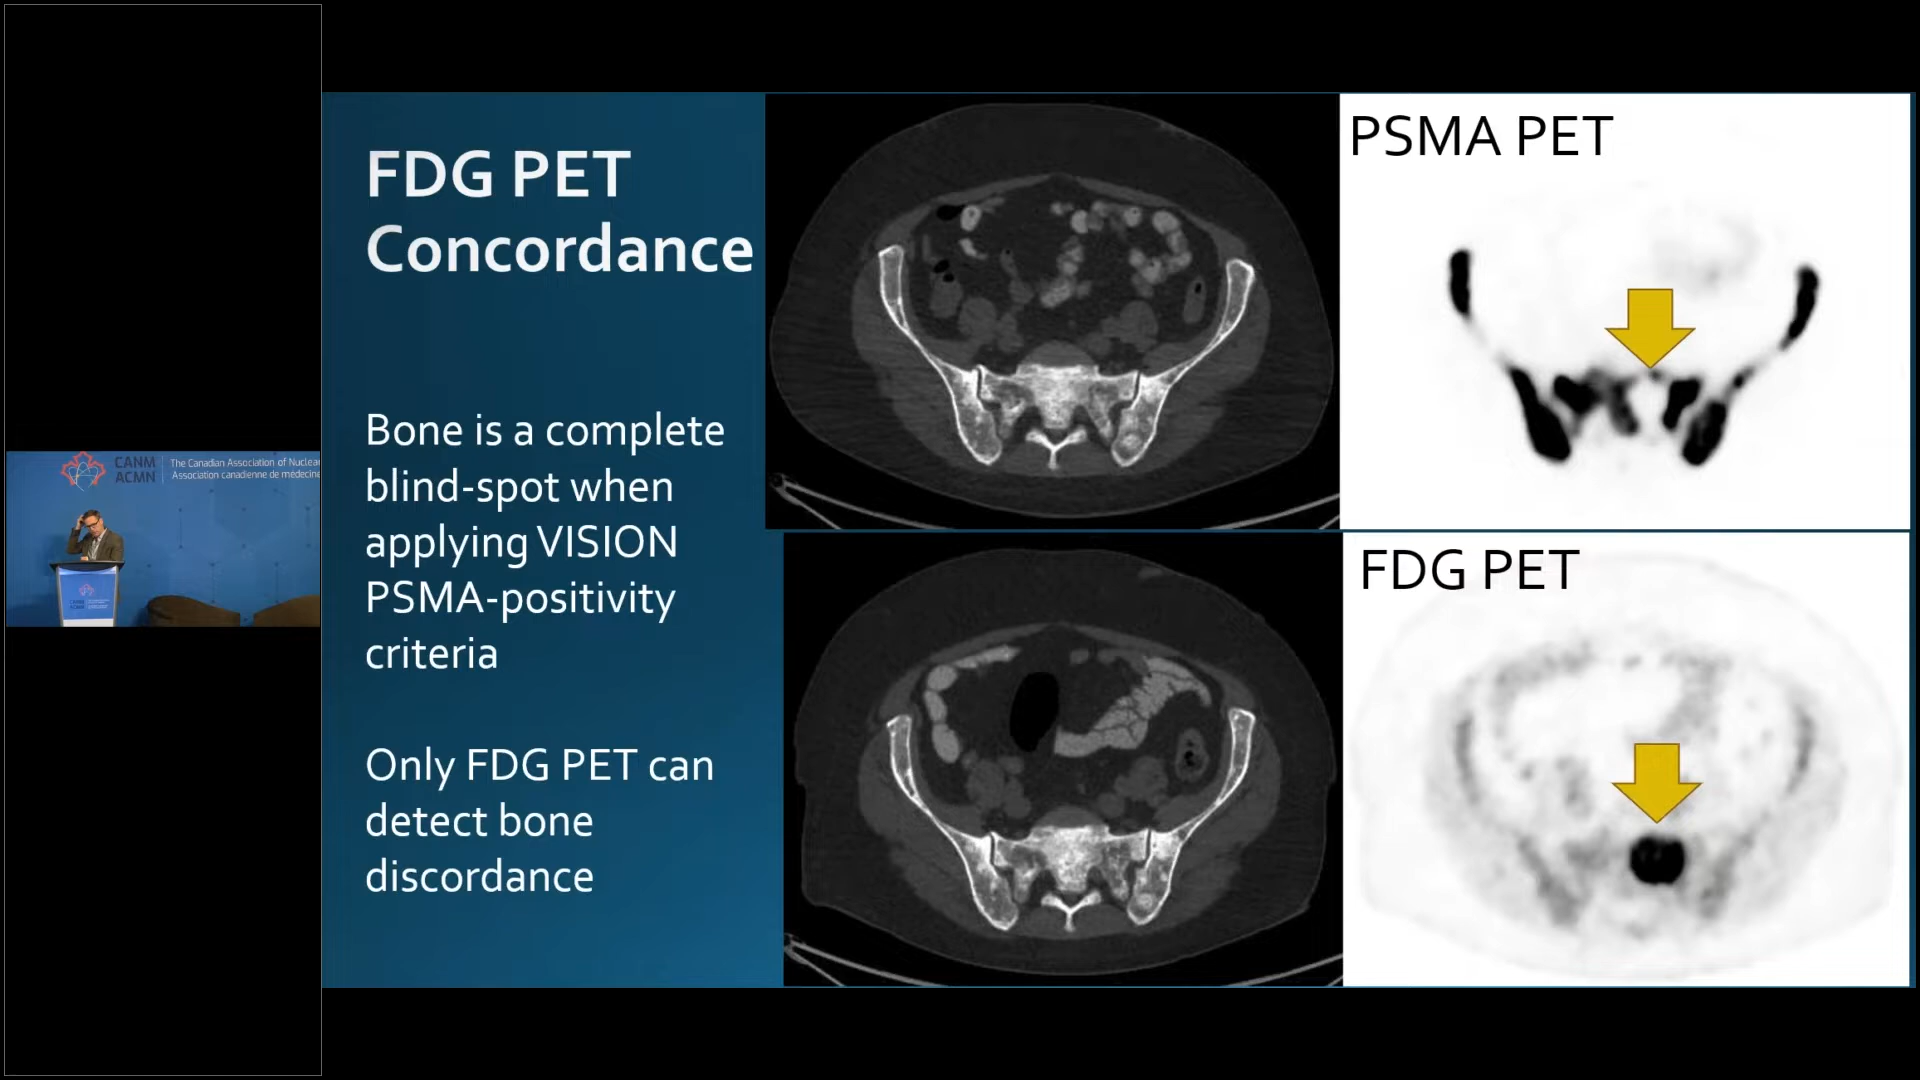 FDG PET
Concordance
Bone is a complete
blind-spot when
applying VISION
PSMA-positivity
criteria
Only FDG PET can
detect bone
discordance
PSMA PET
FDG PET
CANM
ACMN
The Canadian Association of Nuclear
Association canadienne de médecine